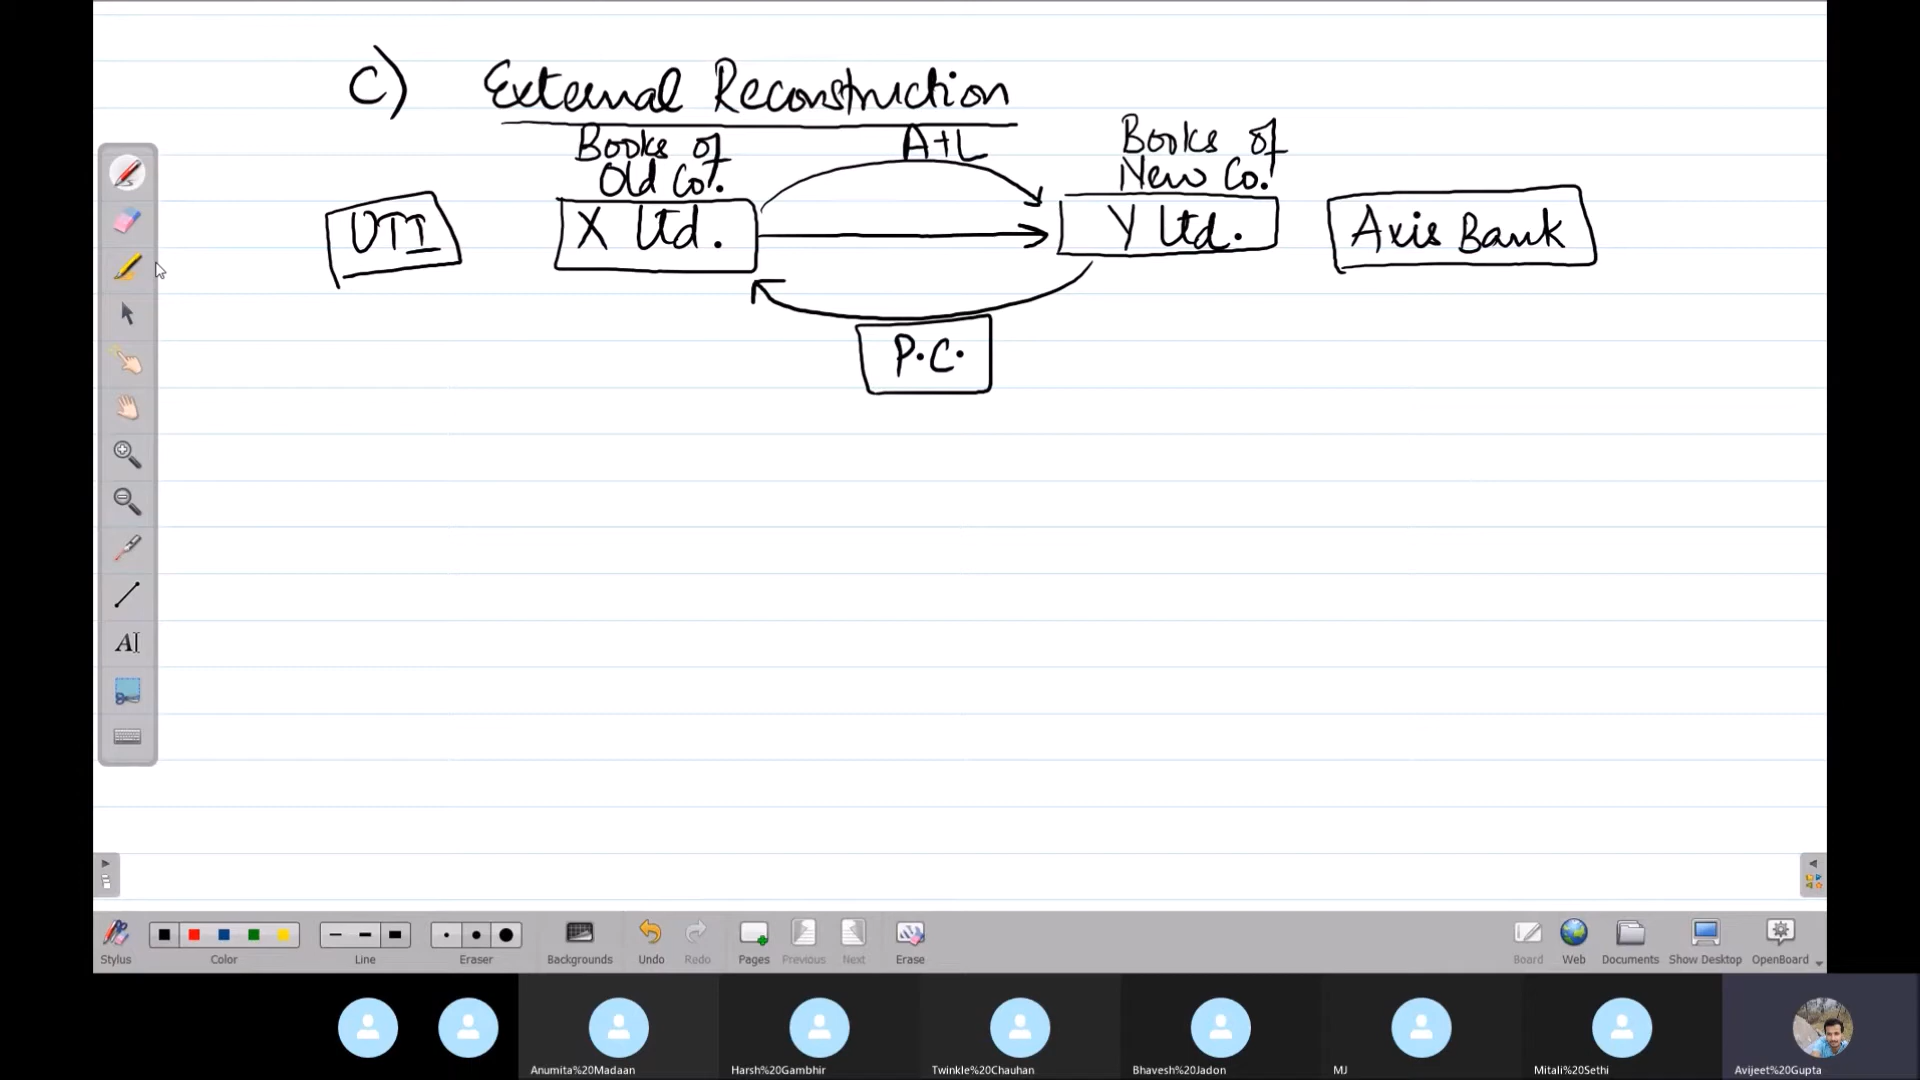 C) External Reconstruction
Books of
Old Co.
A+L
Books of
New Co.
UTI
X Ltd.
Y Ltd.
Axis Bank
P.C.
AI
Stylus
Color
Line
Eraser
Backgrounds
Undo
Redo
Pages
Previous
Next
Erase
Board
Web
Documents
Show Desktop
OpenBoard
Anumita%20Madaan
Harsh%20Gambhir
Twinkle%20Chauhan
Bhavesh%20Jadon
MJ
Mitali%20Sethi
Avijeet%20Gupta